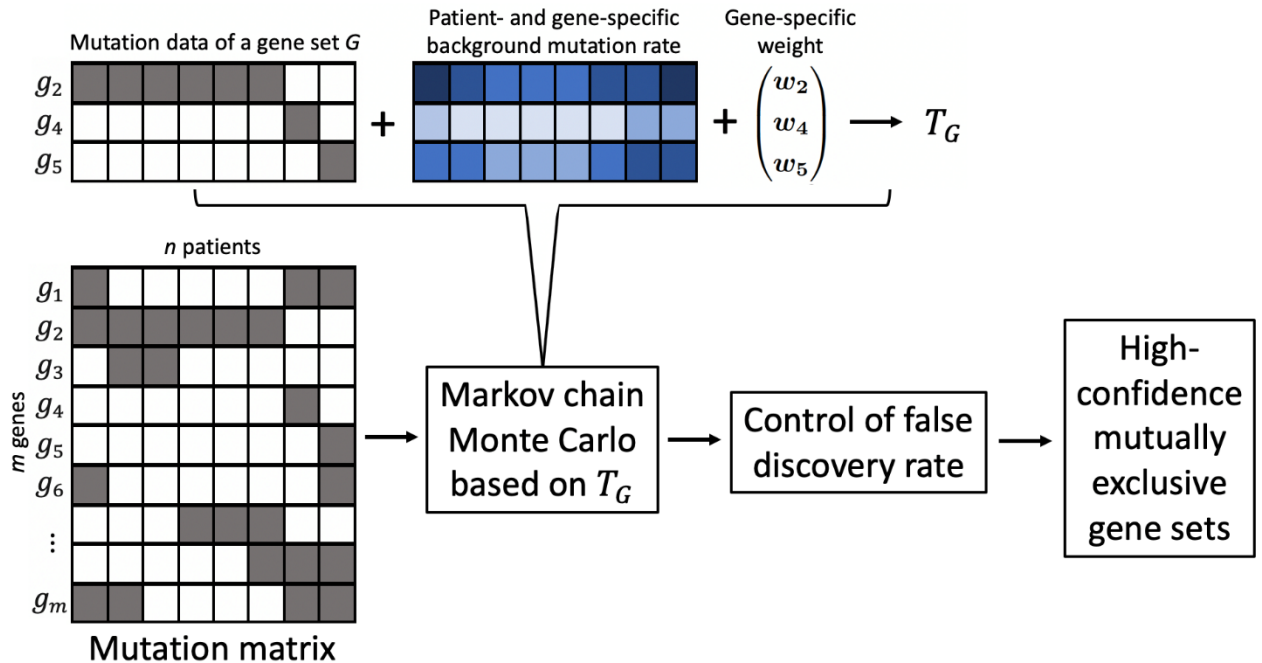 Mutation data of a gene set G
Patient- and gene-specific
background mutation rate
Gene-specific
weight
g₂
g₄
g₅
+
+
w₂
w₄
w₅
T_G
n patients
m genes
g₁
g₂
g₃
g₄
g₅
g₆
⋮
gₘ
Mutation matrix
Markov chain
Monte Carlo
based on T_G
Control of false
discovery rate
High-
confidence
mutually
exclusive
gene sets